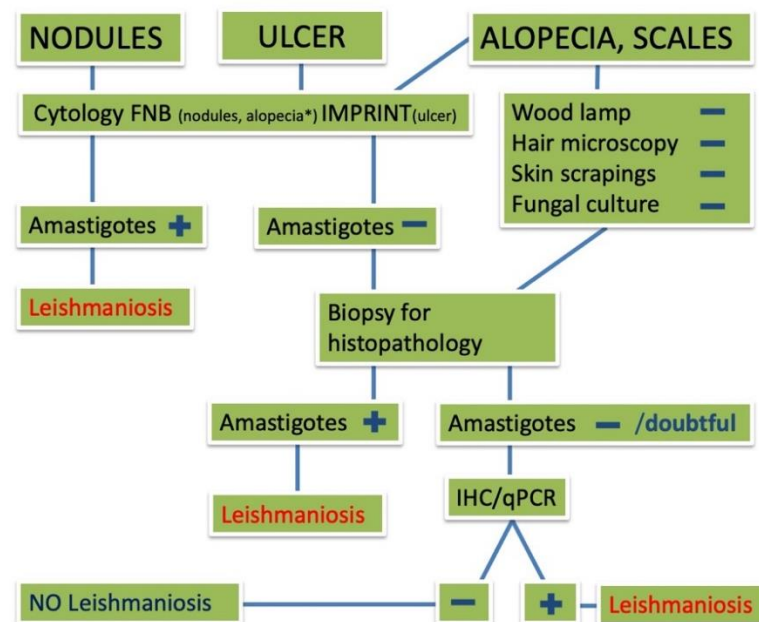 NODULES
ULCER
ALOPECIA, SCALES
Cytology FNB (nodules, alopecia*) IMPRINT(ulcer)
Wood lamp −
Hair microscopy −
Skin scrapings −
Fungal culture −
Amastigotes +
Amastigotes −
Leishmaniosis
Biopsy for
histopathology
Amastigotes +
Amastigotes − /doubtful
Leishmaniosis
IHC/qPCR
NO Leishmaniosis
−
+
Leishmaniosis